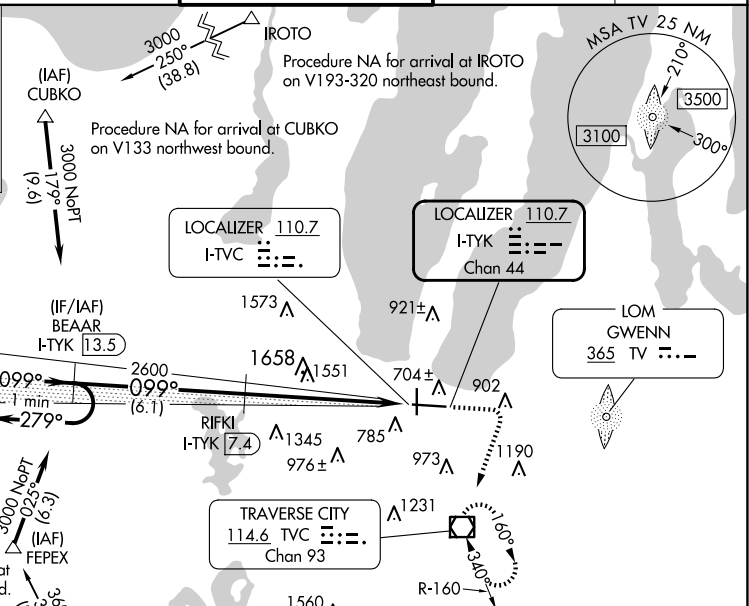 IROTO
3000
250°
(38.8)
Procedure NA for arrival at IROTO
on V193-320 northeast bound.
MSA TV 25 NM
210°
3500
3100
300°
(IAF)
CUBKO
Procedure NA for arrival at CUBKO
on V133 northwest bound.
3000 NoPT
179°
(9.6)
LOCALIZER 110.7
I-TVC
LOCALIZER 110.7
I-TYK
Chan 44
1573
921±
LOM
GWENN
365 TV
(IF/IAF)
BEAAR
I-TYK 13.5
1658
1551
2600
704±
902
099°
1 min
279°
099°
(6.1)
RIFKI
I-TYK 7.4
1345
785
976±
973
1190
3000 NoPT
025°
(6.3)
(IAF)
FEPEX
TRAVERSE CITY
114.6 TVC
Chan 93
1231
160°
340°
R-160
1560
at
d.